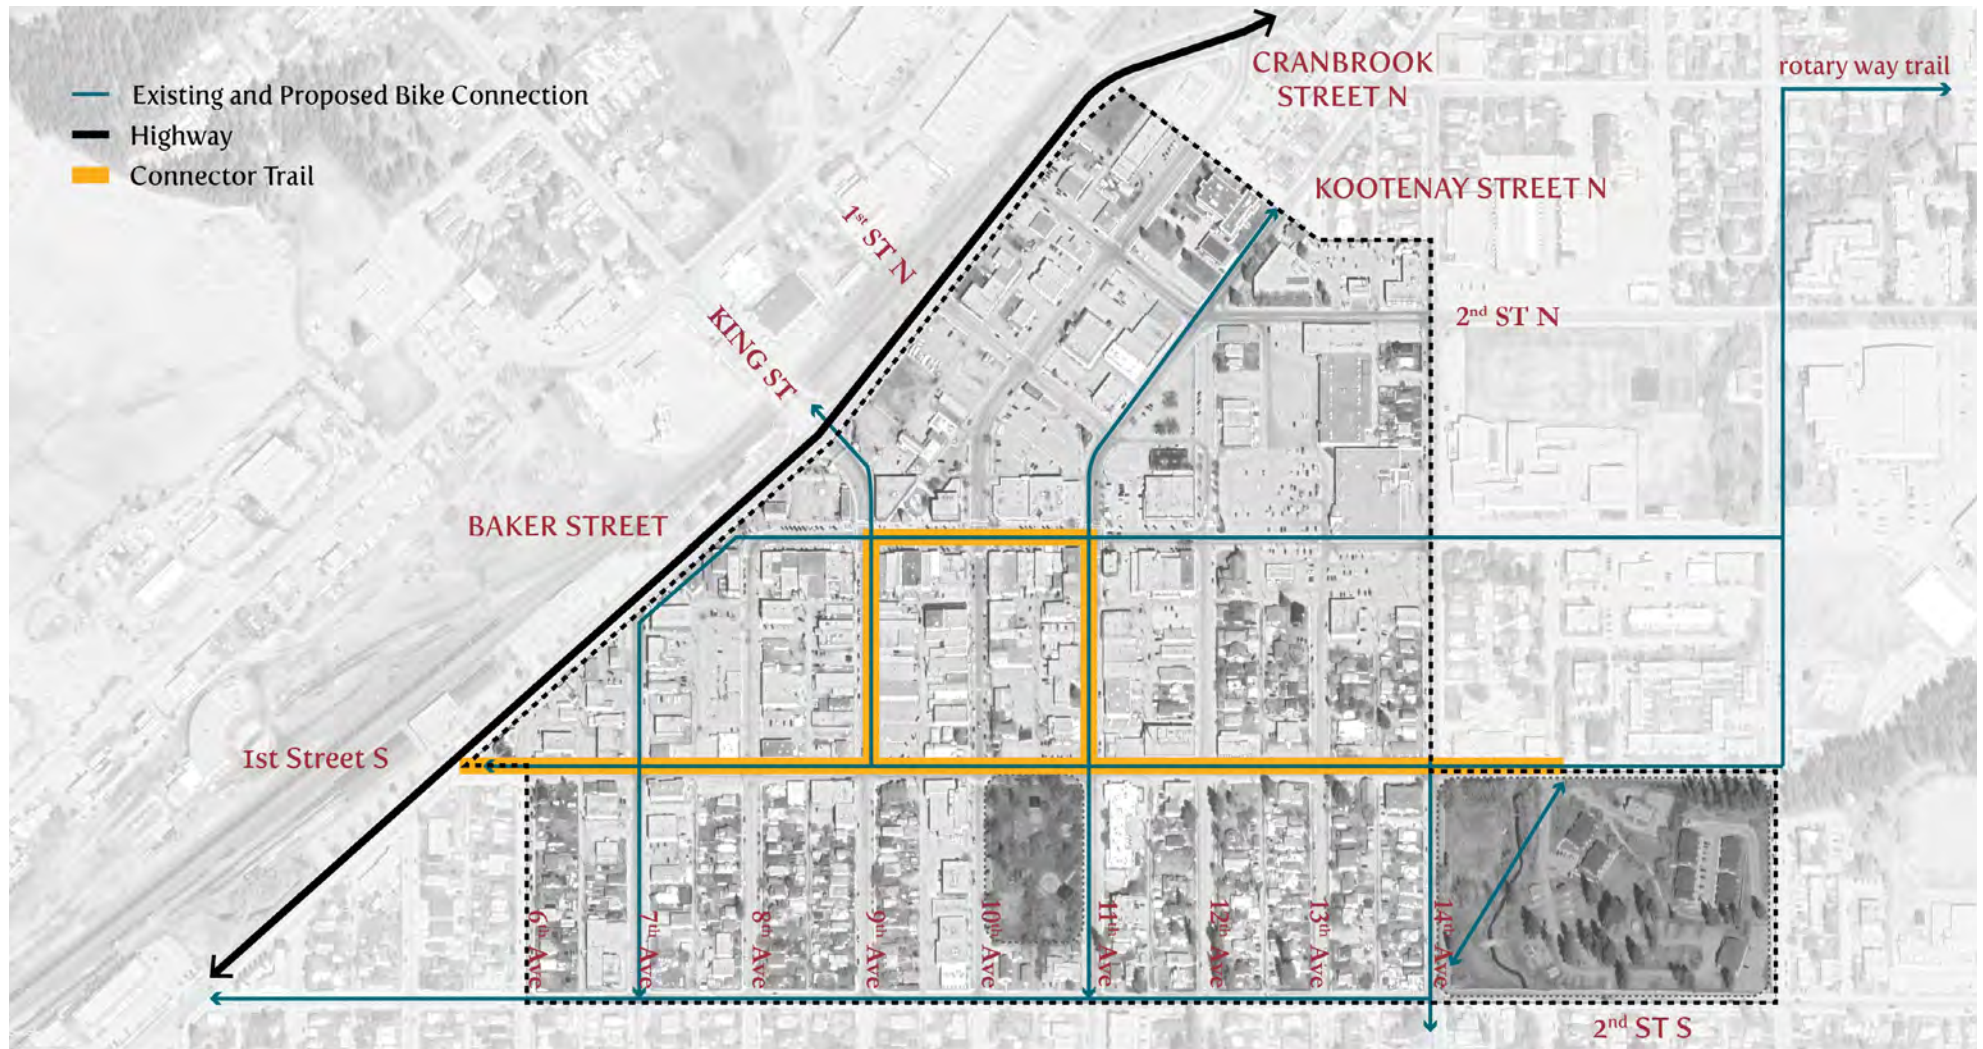 Existing and Proposed Bike Connection
Highway
Connector Trail
CRANBROOK
STREET N
rotary way trail
KOOTENAY STREET N
1st ST N
2nd ST N
KING ST
BAKER STREET
1st Street S
6th Ave
7th Ave
8th Ave
9th Ave
10th Ave
11th Ave
12th Ave
13th Ave
14th Ave
2nd ST S